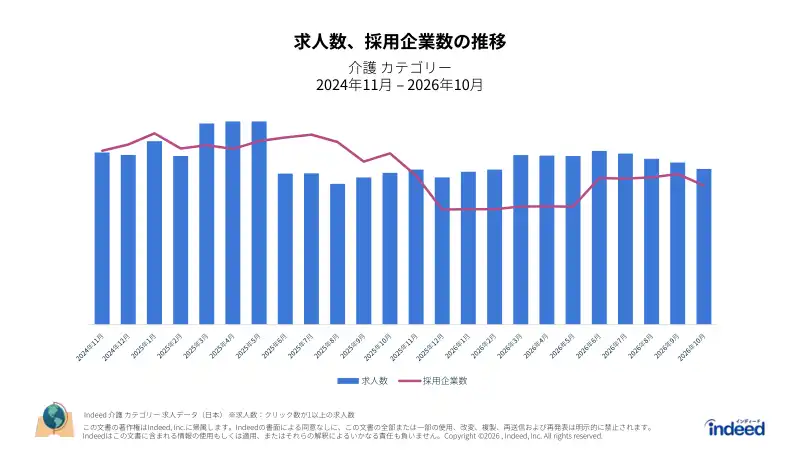 求人数、採用企業数の推移
介護 カテゴリー
2024年11月 – 2026年10月
2024年11月
2024年12月
2025年1月
2025年2月
2025年3月
2025年4月
2025年5月
2025年6月
2025年7月
2025年8月
2025年9月
2025年10月
2025年11月
2025年12月
2026年1月
2026年2月
2026年3月
2026年4月
2026年5月
2026年6月
2026年7月
2026年8月
2026年9月
2026年10月
求人数
採用企業数
Indeed 介護 カテゴリー 求人データ（日本） ※求人数：クリック数が1以上の求人数
この文書の著作権はIndeed, Inc.に帰属します。Indeedの書面による同意なしに、この文書の全部または一部の使用、改変、複製、再送信および再発表は明示的に禁止されます。
Indeedはこの文書に含まれる情報の使用もしくは適用、またはそれらの解釈によるいかなる責任も負いません。Copyright ©2026 , Indeed, Inc. All rights reserved.
インディード
indeed